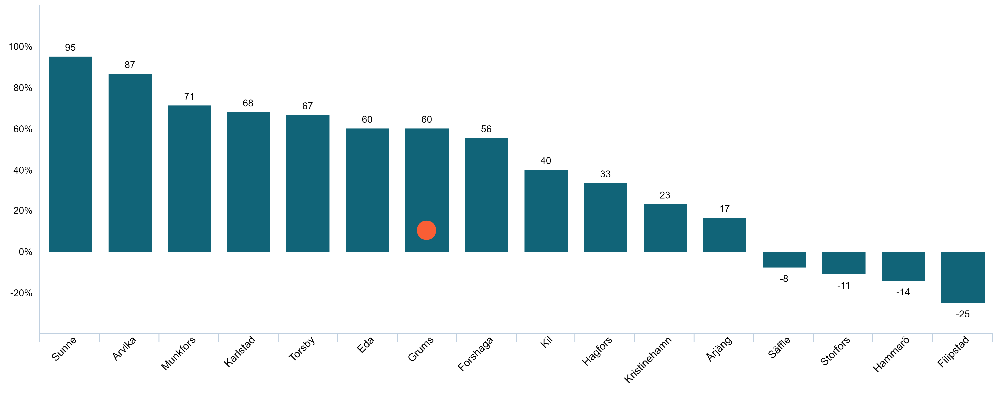 100%
80%
60%
40%
20%
0%
-20%
95
87
71
68
67
60
60
56
40
33
23
17
-8
-11
-14
-25
Sunne
Arvika
Munkfors
Karlstad
Torsby
Eda
Grums
Forshaga
Kil
Hagfors
Kristinehamn
Årjäng
Säffle
Storfors
Hammarö
Filipstad